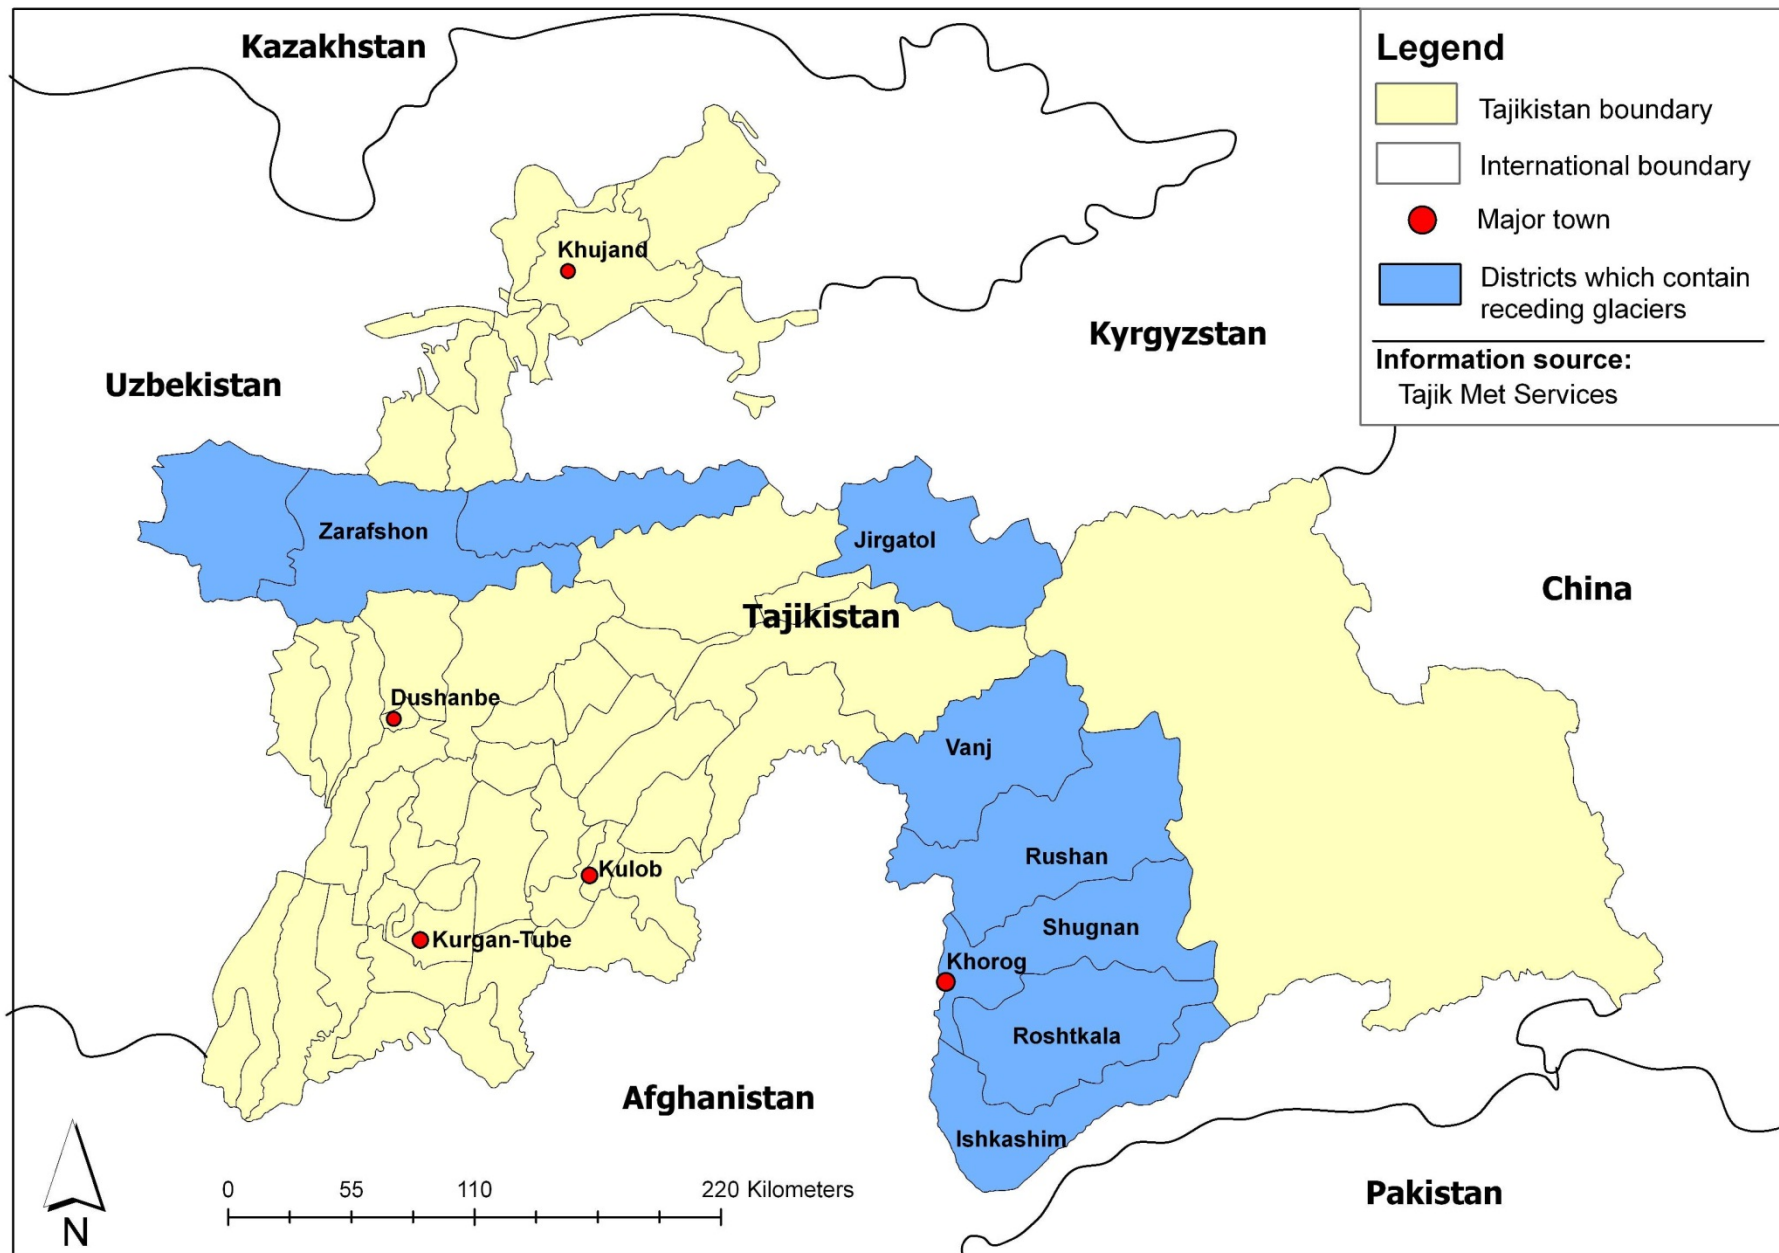 Kazakhstan
Legend
Tajikistan boundary
International boundary
Major town
Districts which contain
receding glaciers
Information source:
Tajik Met Services
Khujand
Kyrgyzstan
Uzbekistan
Zarafshon
Jirgatol
China
Tajikistan
Dushanbe
Vanj
Rushan
Kulob
Shugnan
Kurgan-Tube
Khorog
Roshtkala
Afghanistan
Ishkashim
Pakistan
0 55 110 220 Kilometers
N